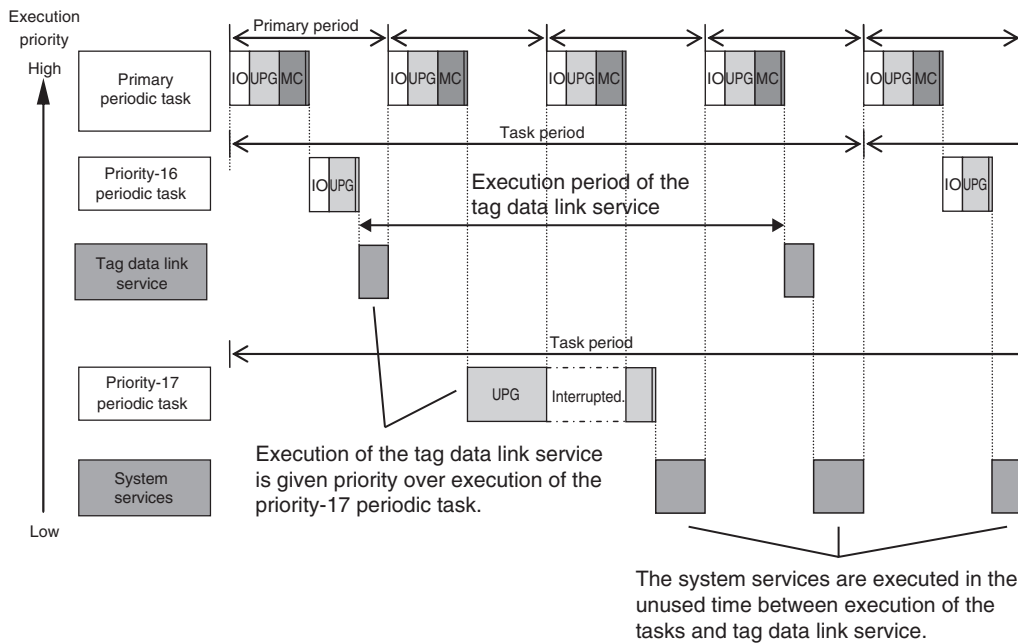 Execution
priority
High
Primary period
Primary
periodic task
IO UPG MC
IO UPG MC
IO UPG MC
IO UPG MC
IO UPG MC
Task period
Priority-16
periodic task
IO UPG
IO UPG
Execution period of the
tag data link service
Tag data link
service
Task period
Priority-17
periodic task
UPG
Interrupted.
Execution of the tag data link service
is given priority over execution of the
priority-17 periodic task.
System
services
Low
The system services are executed in the
unused time between execution of the
tasks and tag data link service.